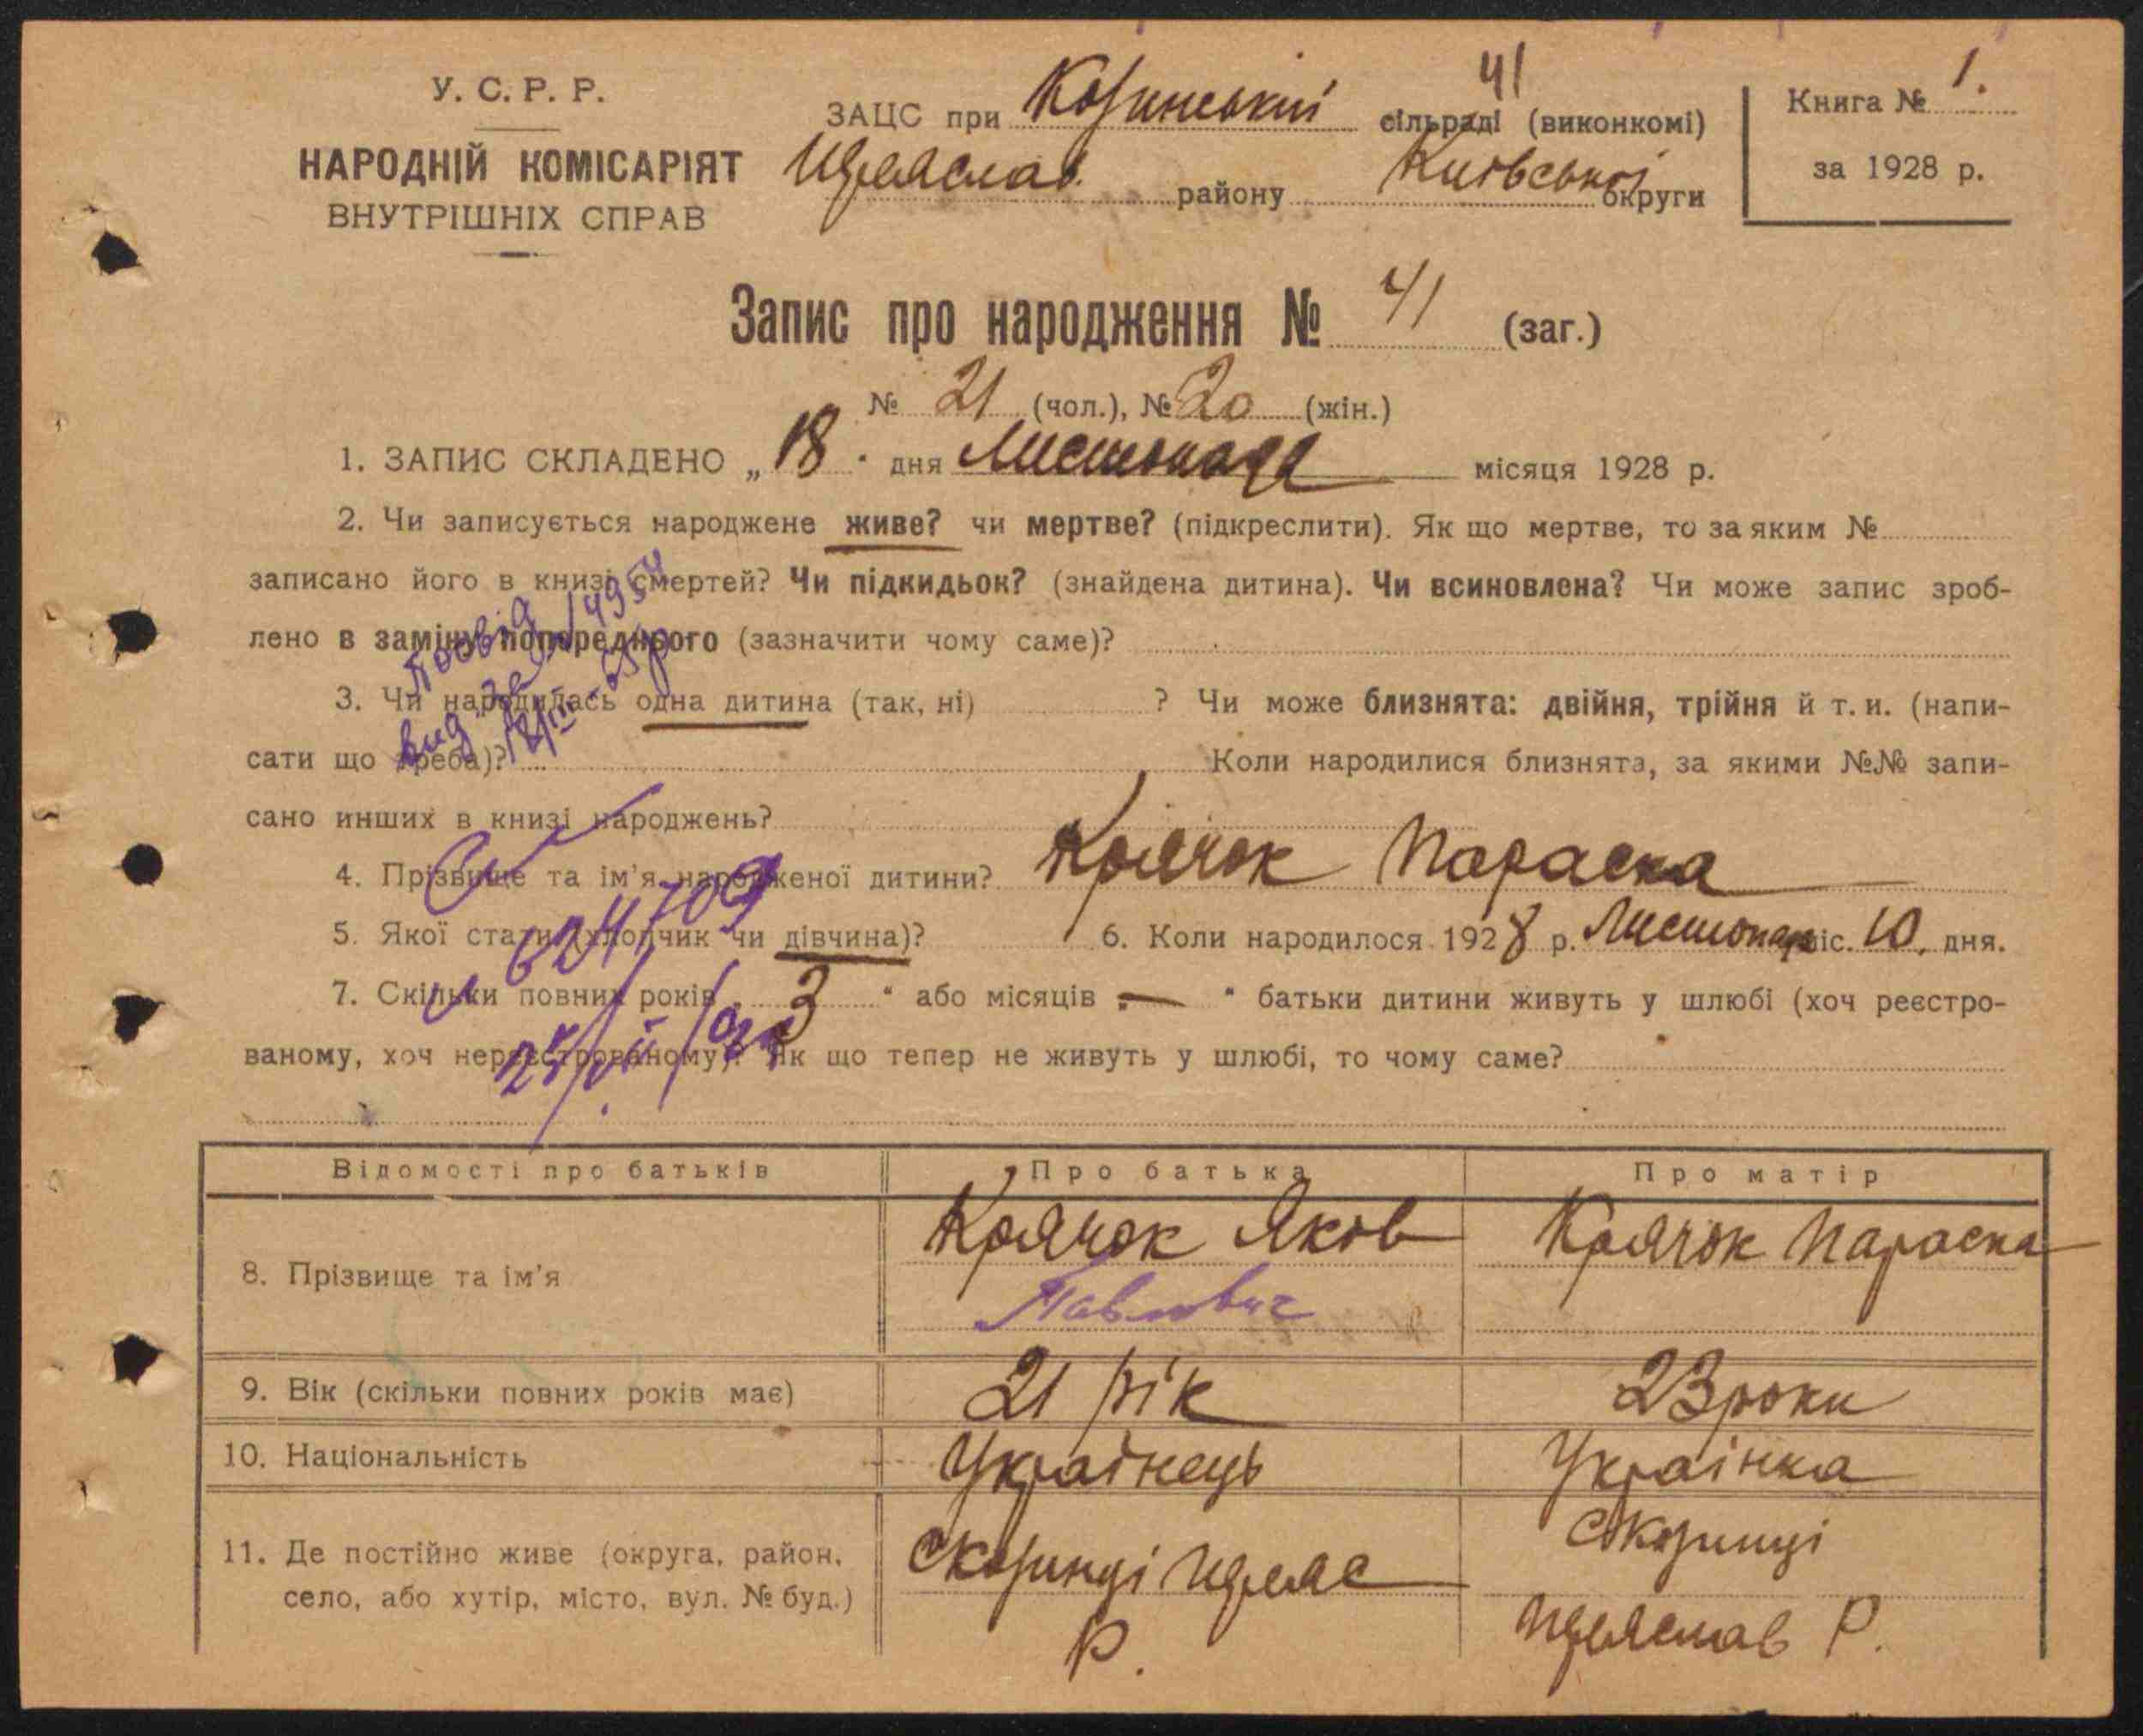 У. С. Р. Р.
НАРОДНІЙ КОМІСАРІЯТ
ВНУТРІШНІХ СПРАВ
41
ЗАЦС при сільраді (виконкомі)
району Київської округи
Книга № 1.
за 1928 р.
Запис про народження № 41 (заг.)
№ 21 (чол.), № 20 (жін.)
1. ЗАПИС СКЛАДЕНО „ 18 " дня Листопада місяця 1928 р.
2. Чи записується народжене живе? чи мертве? (підкреслити). Як що мертве, то за яким №
записано його в книзі смертей? Чи підкидьок? (знайдена дитина). Чи всиновлена? Чи може запис зроб-
лено в заміну попереднього (зазначити чому саме)?
3. Чи народилась одна дитина (так, ні) ? Чи може близнята: двійня, трійня й т. и. (напи-
сати що треба)? Коли народилися близнята, за якими №№ запи-
сано инших в книзі народжень?
4. Прізвище та ім'я народженої дитини? Крячок Параска
5. Якої стати (хлопчик чи дівчина)? 6. Коли народилося 1928 р. Листопад міс. 10. дня.
7. Скільки повних років „ 3 " або місяців „ — " батьки дитини живуть у шлюбі (хоч реєстро-
ваному, хоч нереєстрованому). Як що тепер не живуть у шлюбі, то чому саме?
Відомості про батьків Про батька Про матір
8. Прізвище та ім'я Крячок Яків Крячок Параска
Павлович
9. Вік (скільки повних років має) 21 рік 23 роки
10. Національність Українець Українка
11. Де постійно живе (округа, район,
село, або хутір, місто, вул. № буд.)
Р.
Р.